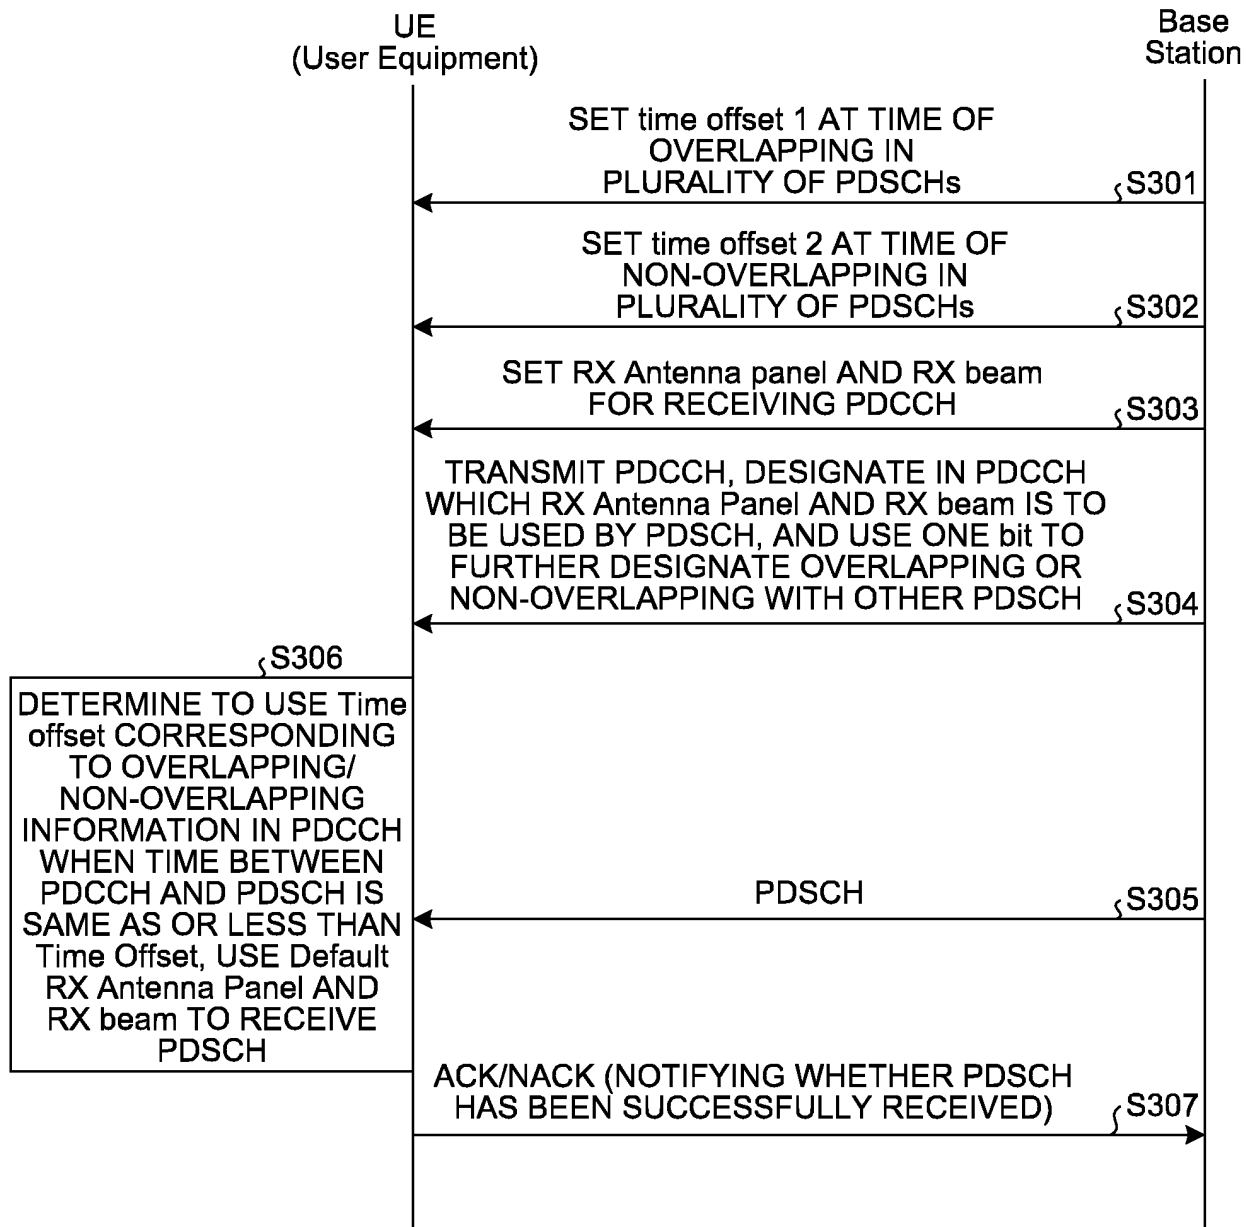 UE
(User Equipment)
Base
Station
SET time offset 1 AT TIME OF
OVERLAPPING IN
PLURALITY OF PDSCHs
S301
SET time offset 2 AT TIME OF
NON-OVERLAPPING IN
PLURALITY OF PDSCHs
S302
SET RX Antenna panel AND RX beam
FOR RECEIVING PDCCH
S303
TRANSMIT PDCCH, DESIGNATE IN PDCCH
WHICH RX Antenna Panel AND RX beam IS TO
BE USED BY PDSCH, AND USE ONE bit TO
FURTHER DESIGNATE OVERLAPPING OR
NON-OVERLAPPING WITH OTHER PDSCH
S304
S306
DETERMINE TO USE Time
offset CORRESPONDING
TO OVERLAPPING/
NON-OVERLAPPING
INFORMATION IN PDCCH
WHEN TIME BETWEEN
PDCCH AND PDSCH IS
SAME AS OR LESS THAN
Time Offset, USE Default
RX Antenna Panel AND
RX beam TO RECEIVE
PDSCH
PDSCH
S305
ACK/NACK (NOTIFYING WHETHER PDSCH
HAS BEEN SUCCESSFULLY RECEIVED)
S307